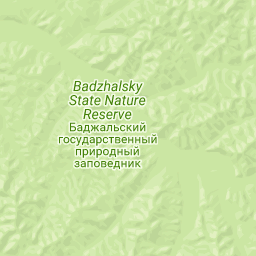 Badzhalsky
State Nature
Reserve
Баджальский
государственный
природный
заповедник